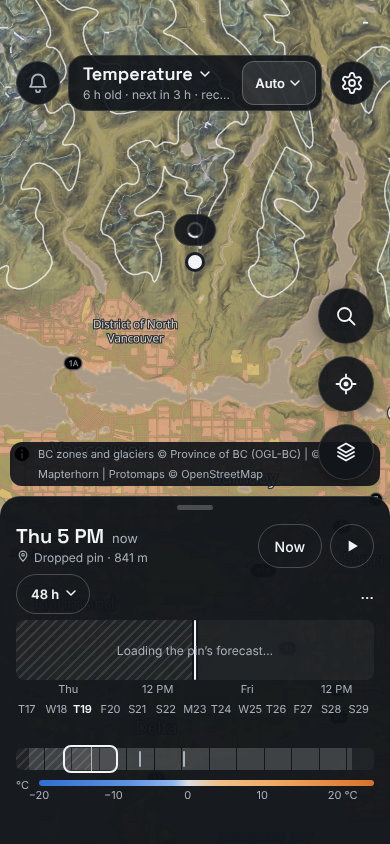 Temperature
6 h old · next in 3 h · rec...
Auto
District of North
Vancouver
1A
BC zones and glaciers © Province of BC (OGL-BC) | ©
Mapterhorn | Protomaps © OpenStreetMap
Thu 5 PM now
Dropped pin · 841 m
Now
48 h
...
Loading the pin's forecast...
Thu 12 PM Fri 12 PM
T17 W18 T19 F20 S21 S22 M23 T24 W25 T26 F27 S28 S29
°C
−20 −10 0 10 20 °C